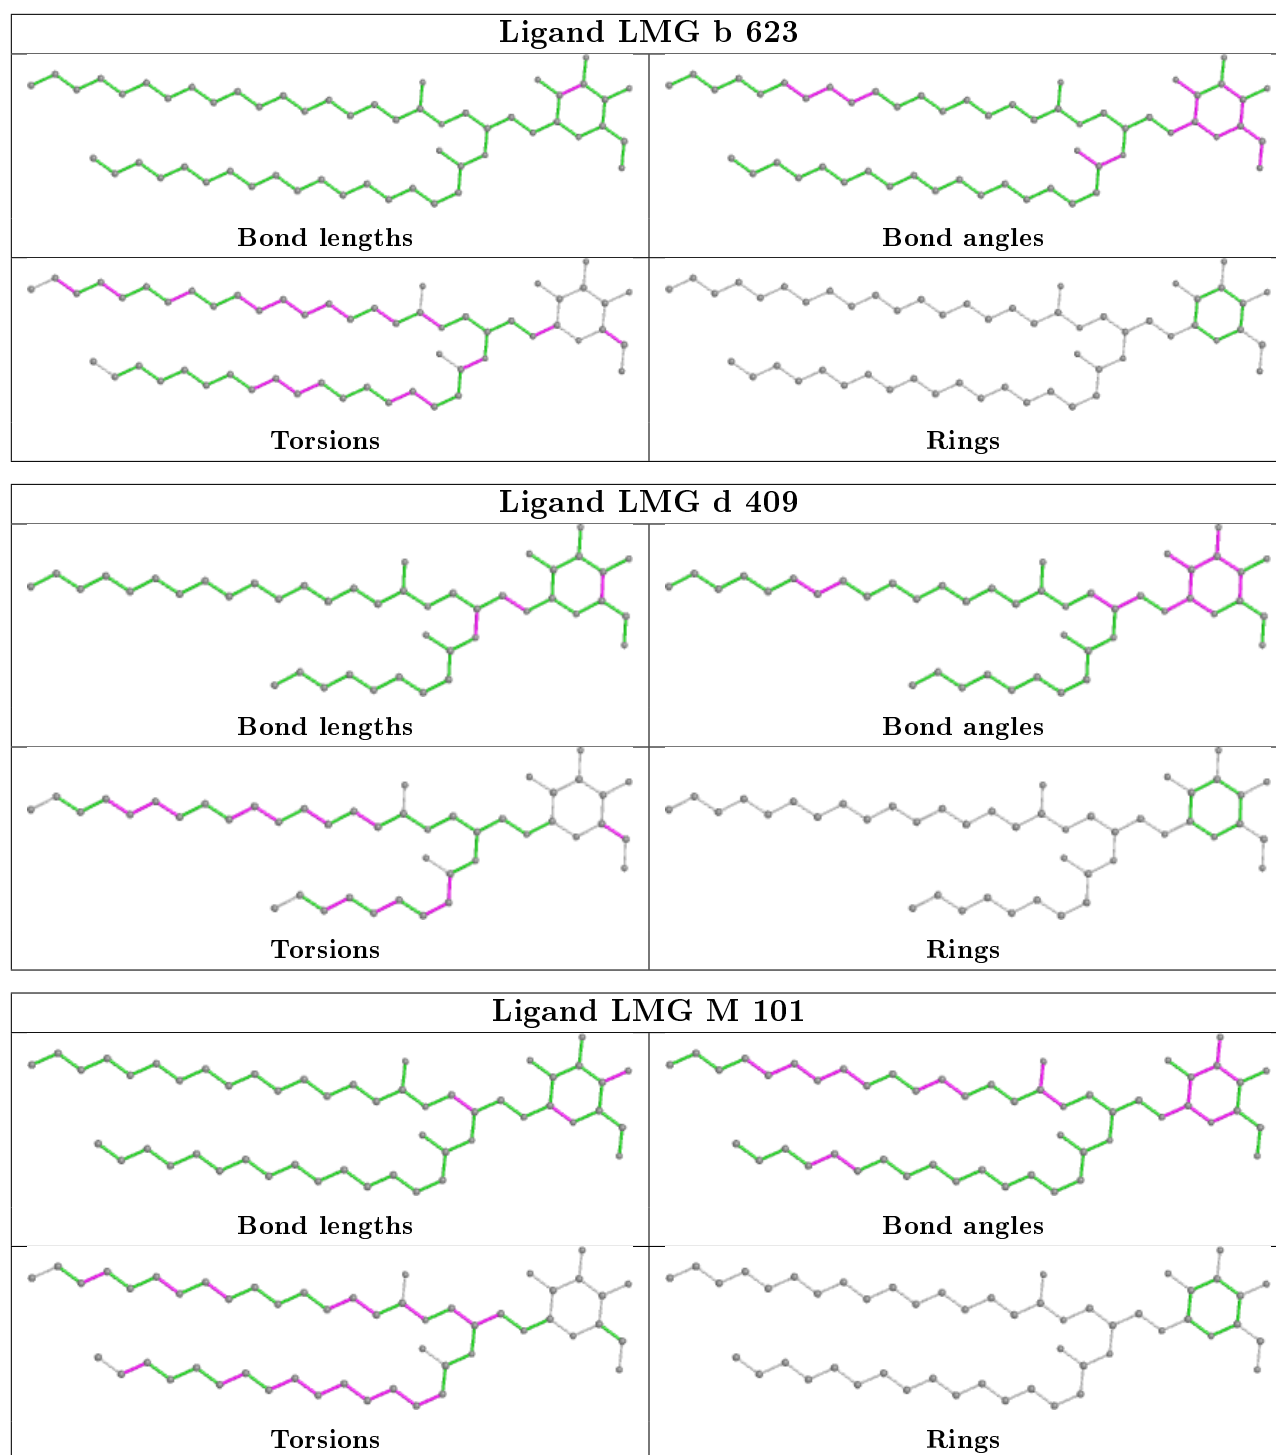 Ligand LMG b 623
Bond lengths
Bond angles
Torsions
Rings
Ligand LMG d 409
Bond lengths
Bond angles
Torsions
Rings
Ligand LMG M 101
Bond lengths
Bond angles
Torsions
Rings